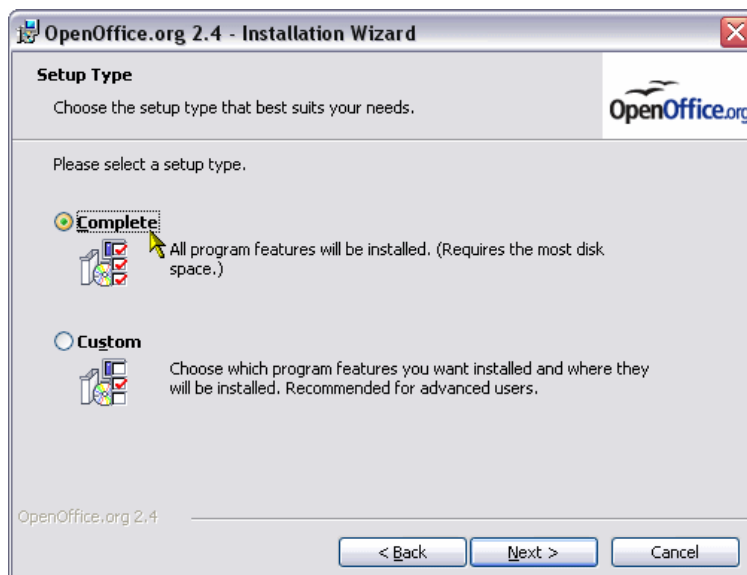 OpenOffice.org 2.4 - Installation Wizard
Setup Type
Choose the setup type that best suits your needs.
OpenOffice.org
Please select a setup type.
Complete
All program features will be installed. (Requires the most disk
space.)
Custom
Choose which program features you want installed and where they
will be installed. Recommended for advanced users.
OpenOffice.org 2.4
< Back
Next >
Cancel